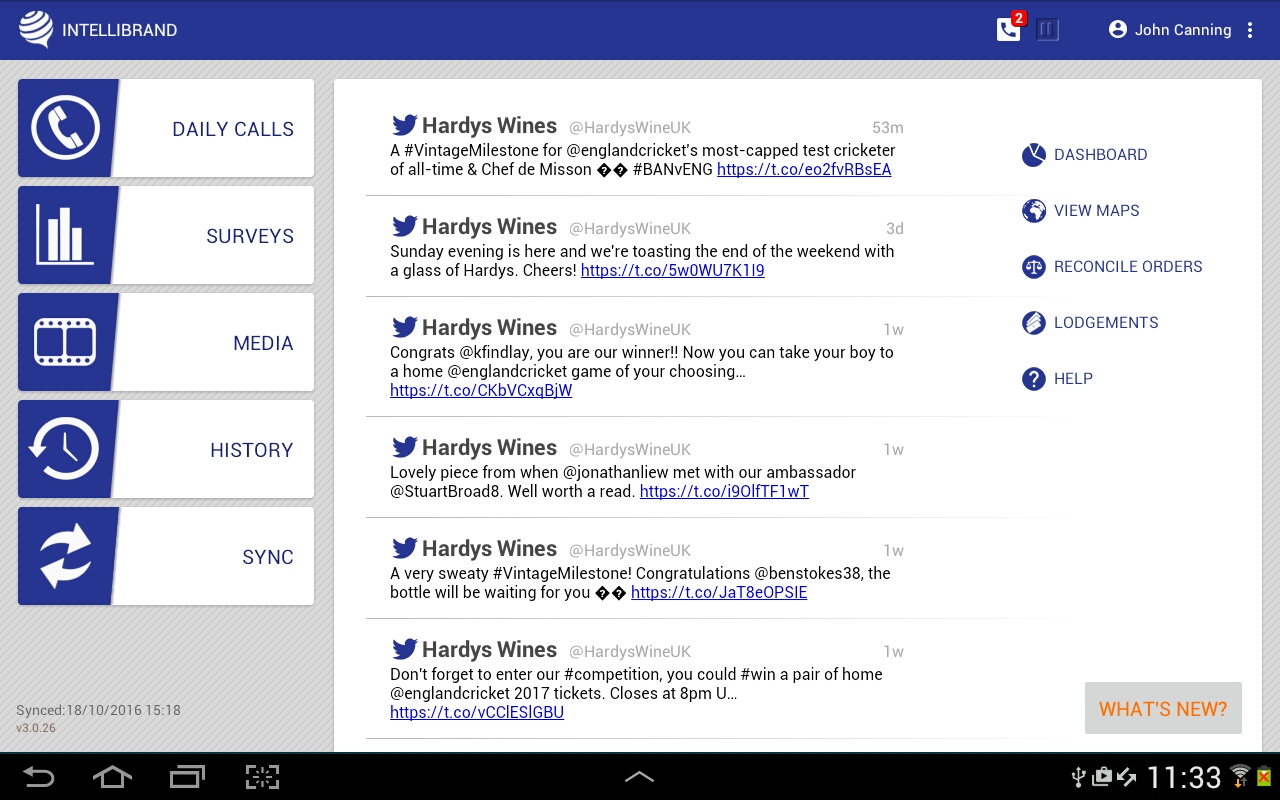 INTELLIBRAND
2
John Canning
DAILY CALLS
SURVEYS
MEDIA
HISTORY
SYNC
Synced:18/10/2016 15:18
v3.0.26
Hardys Wines @HardysWineUK 53m
A #VintageMilestone for @englandcricket's most-capped test cricketer
of all-time & Chef de Misson �� #BANvENG https://t.co/eo2fvRBsEA
Hardys Wines @HardysWineUK 3d
Sunday evening is here and we're toasting the end of the weekend with
a glass of Hardys. Cheers! https://t.co/5w0WU7K1I9
Hardys Wines @HardysWineUK 1w
Congrats @kfindlay, you are our winner!! Now you can take your boy to
a home @englandcricket game of your choosing…
https://t.co/CKbVCxqBjW
Hardys Wines @HardysWineUK 1w
Lovely piece from when @jonathanliew met with our ambassador
@StuartBroad8. Well worth a read. https://t.co/i9OlfTF1wT
Hardys Wines @HardysWineUK 1w
A very sweaty #VintageMilestone! Congratulations @benstokes38, the
bottle will be waiting for you �� https://t.co/JaT8eOPSIE
Hardys Wines @HardysWineUK 1w
Don't forget to enter our #competition, you could #win a pair of home
@englandcricket 2017 tickets. Closes at 8pm U…
https://t.co/vCClESlGBU
DASHBOARD
VIEW MAPS
RECONCILE ORDERS
LODGEMENTS
HELP
WHAT'S NEW?
11:33